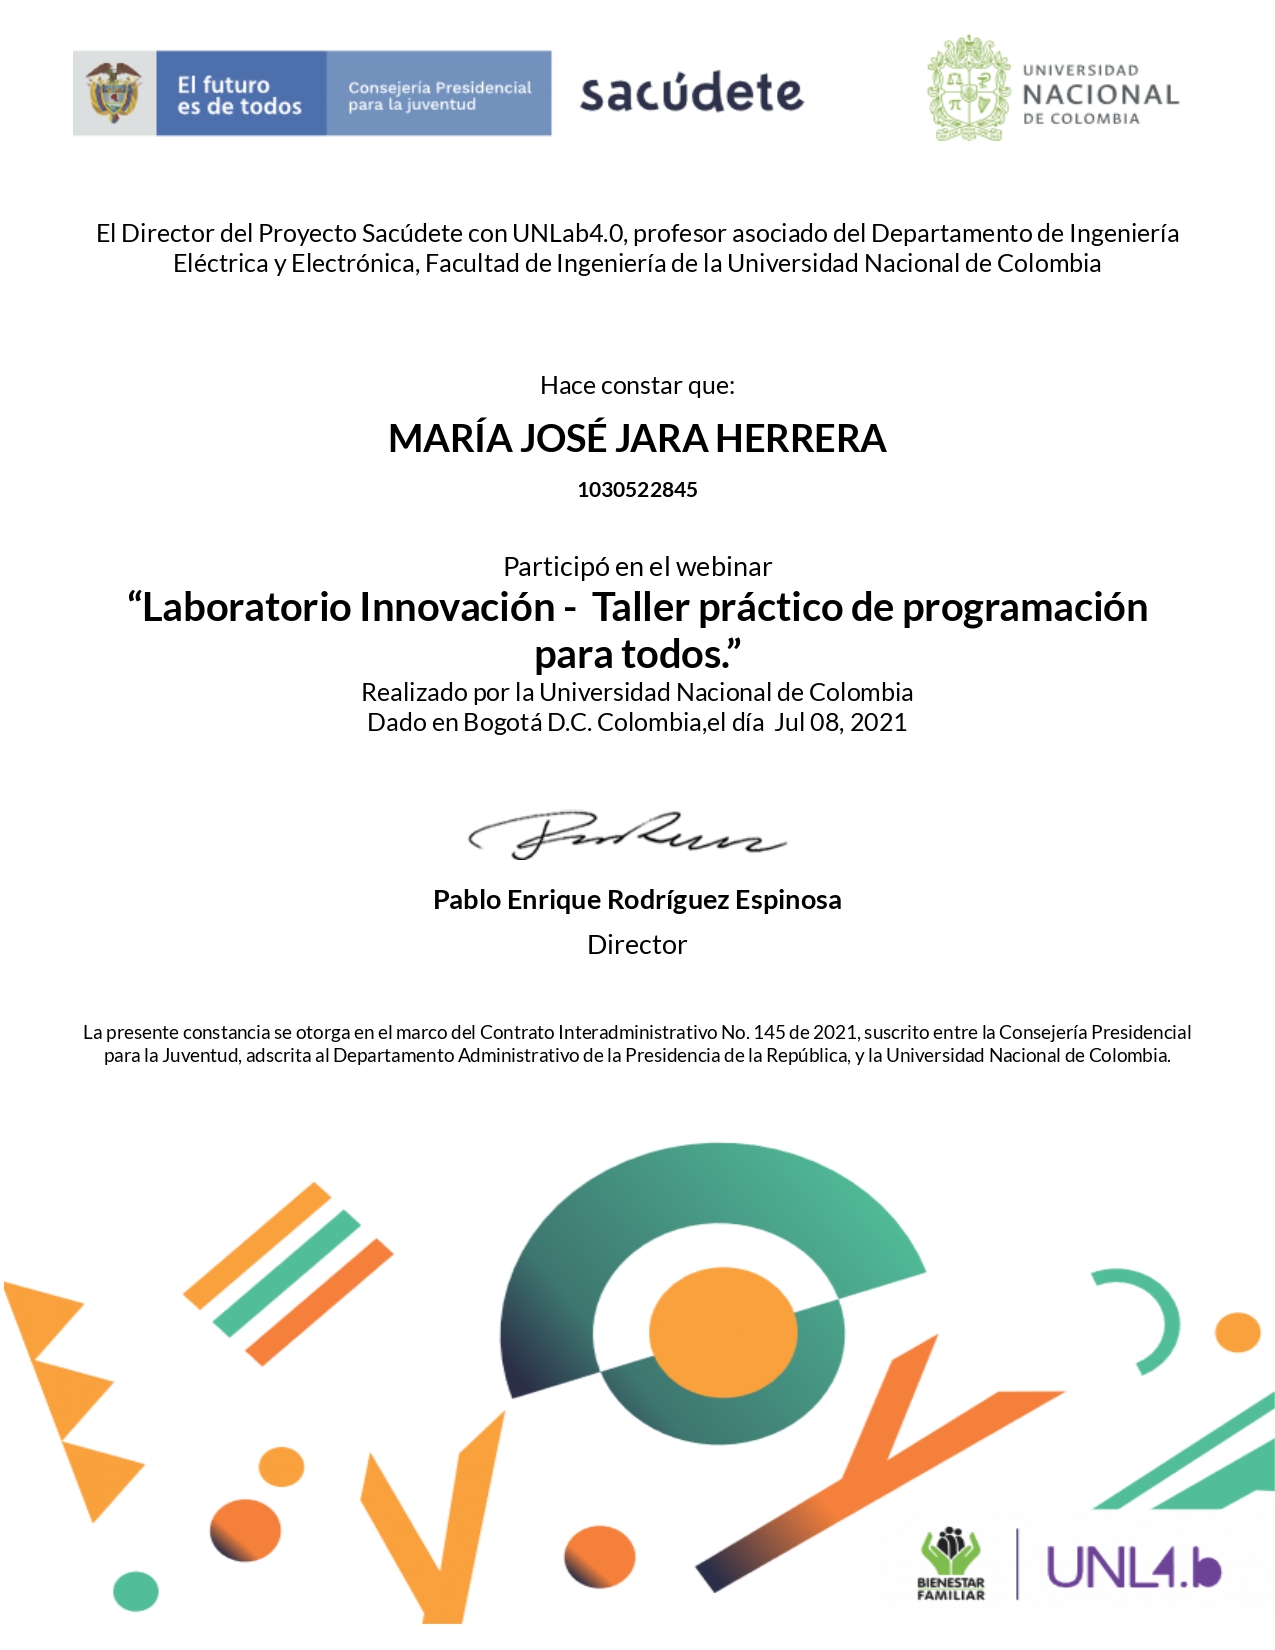 El futuro
es de todos
Consejería Presidencial
para la juventud
sacúdete
UNIVERSIDAD
NACIONAL
DE COLOMBIA
El Director del Proyecto Sacúdete con UNLab4.0, profesor asociado del Departamento de Ingeniería
Eléctrica y Electrónica, Facultad de Ingeniería de la Universidad Nacional de Colombia
Hace constar que:
MARÍA JOSÉ JARA HERRERA
1030522845
Participó en el webinar
“Laboratorio Innovación - Taller práctico de programación
para todos.”
Realizado por la Universidad Nacional de Colombia
Dado en Bogotá D.C. Colombia,el día Jul 08, 2021
Pablo Enrique Rodríguez Espinosa
Director
La presente constancia se otorga en el marco del Contrato Interadministrativo No. 145 de 2021, suscrito entre la Consejería Presidencial
para la Juventud, adscrita al Departamento Administrativo de la Presidencia de la República, y la Universidad Nacional de Colombia.
BIENESTAR
FAMILIAR
UNL4.b